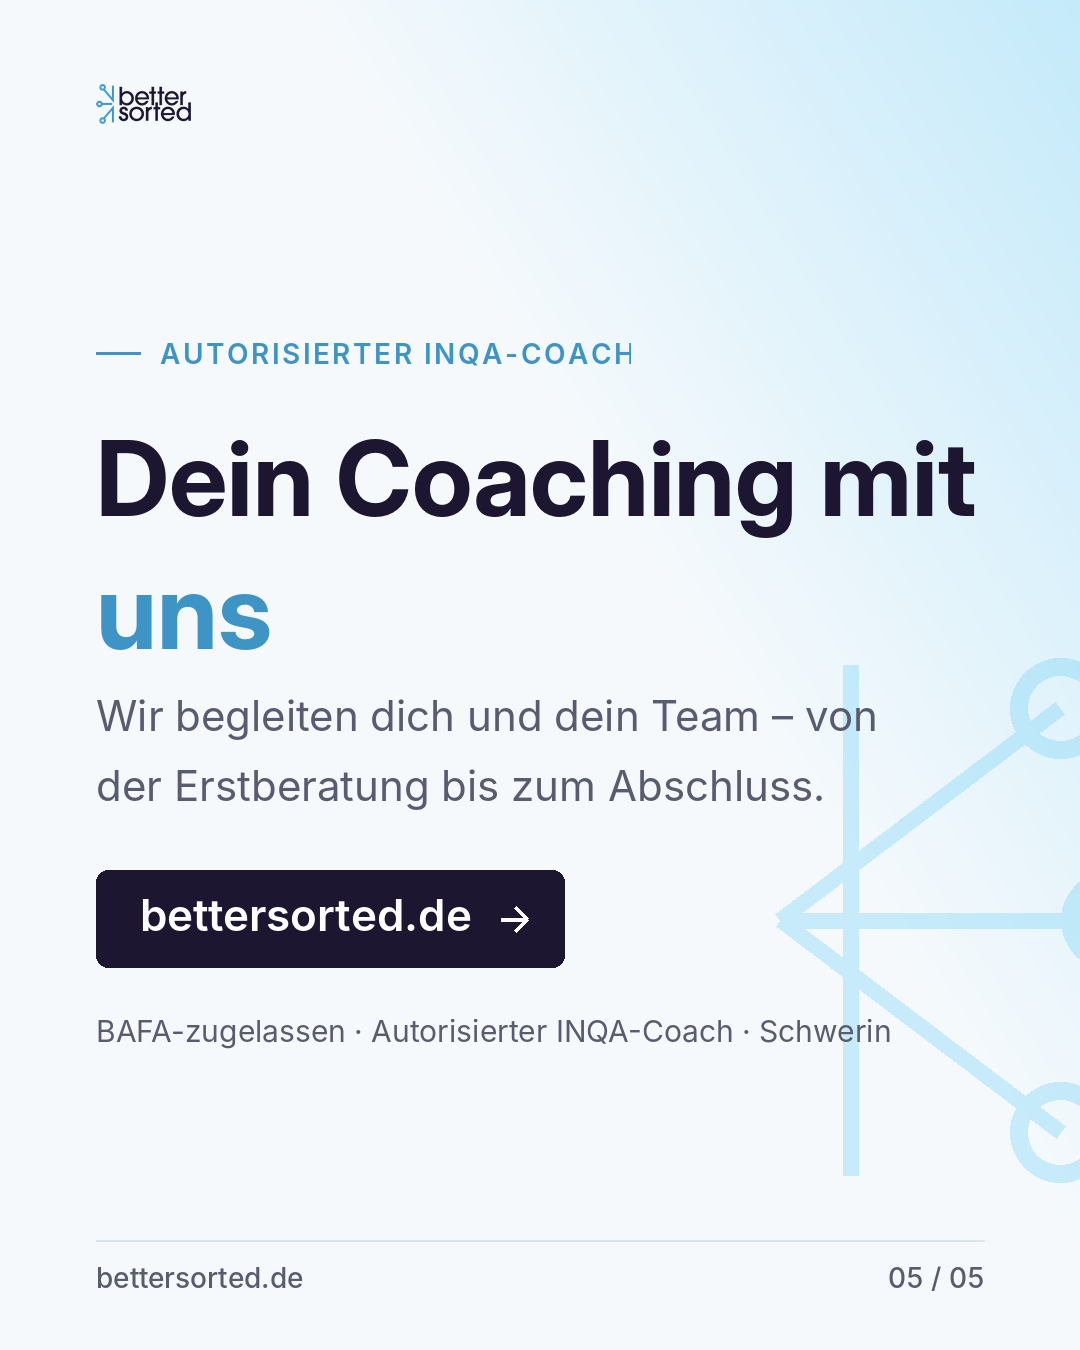 better
sorted
AUTORISIERTER INQA-COACH
Dein Coaching mit
uns
Wir begleiten dich und dein Team – von
der Erstberatung bis zum Abschluss.
bettersorted.de →
BAFA-zugelassen · Autorisierter INQA-Coach · Schwerin
bettersorted.de
05 / 05